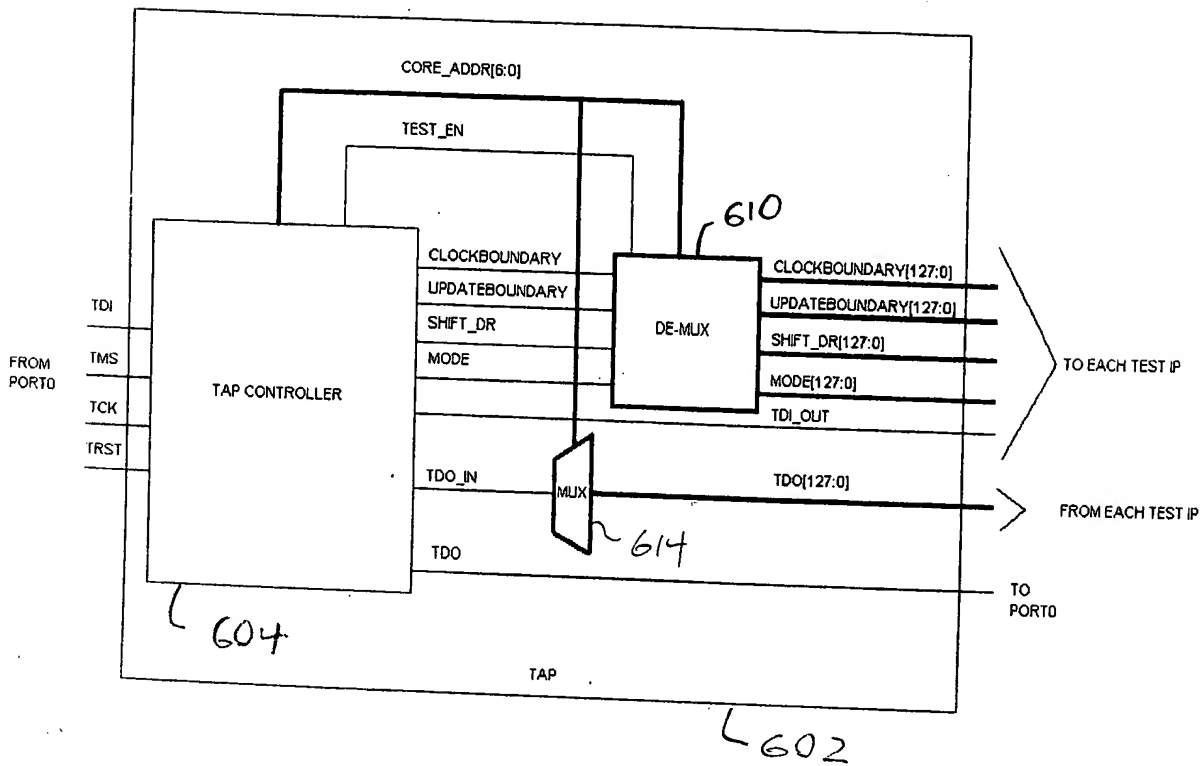 CORE_ADDR[6:0]
TEST_EN
610
CLOCKBOUNDARY
UPDATEBOUNDARY
SHIFT_DR
MODE
DE-MUX
CLOCKBOUNDARY[127:0]
UPDATEBOUNDARY[127:0]
SHIFT_DR[127:0]
MODE[127:0]
TDI_OUT
TO EACH TEST IP
TDI
TMS
TCK
TRST
FROM
PORT0
TAP CONTROLLER
TDO_IN
MUX
TDO[127:0]
FROM EACH TEST IP
614
TDO
TO
PORT0
604
TAP
602